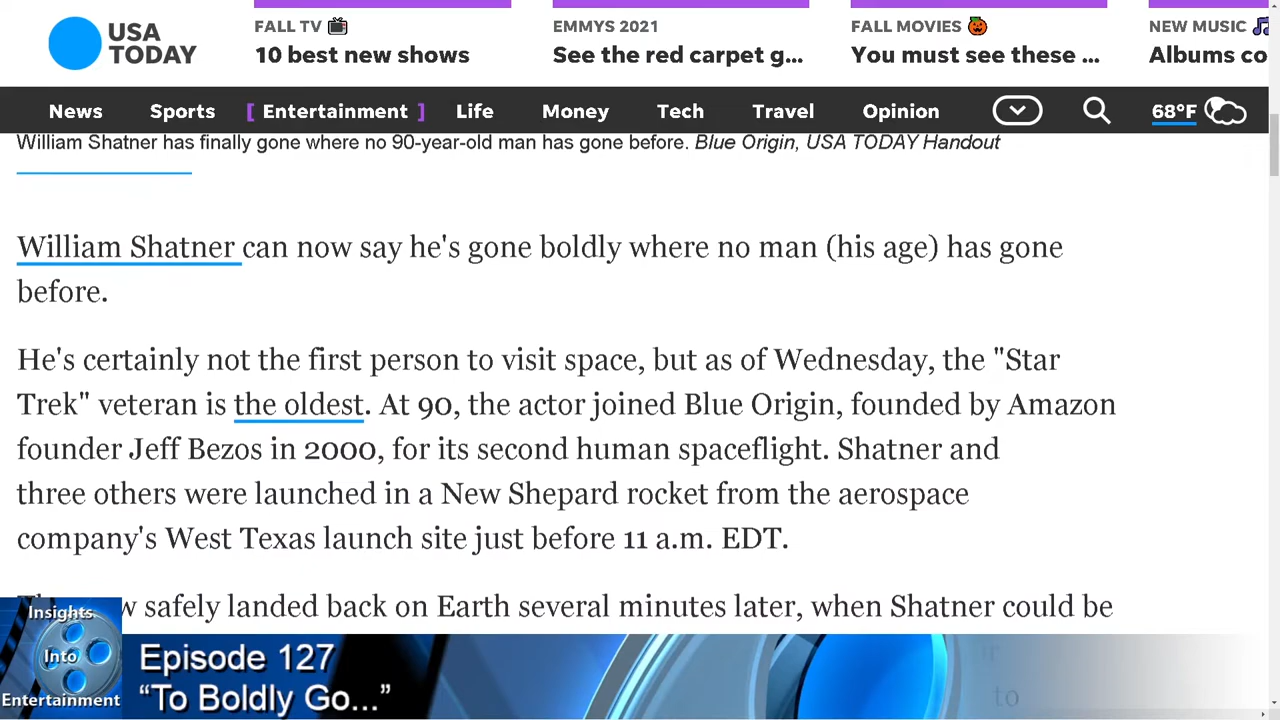 USA
TODAY
FALL TV 📺
10 best new shows
EMMYS 2021
See the red carpet g...
FALL MOVIES 🎃
You must see these ...
NEW MUSIC 🎵
Albums co
News Sports [ Entertainment ] Life Money Tech Travel Opinion 68°F
William Shatner has finally gone where no 90-year-old man has gone before. Blue Origin, USA TODAY Handout
William Shatner can now say he's gone boldly where no man (his age) has gone
before.
He's certainly not the first person to visit space, but as of Wednesday, the "Star
Trek" veteran is the oldest. At 90, the actor joined Blue Origin, founded by Amazon
founder Jeff Bezos in 2000, for its second human spaceflight. Shatner and
three others were launched in a New Shepard rocket from the aerospace
company's West Texas launch site just before 11 a.m. EDT.
safely landed back on Earth several minutes later, when Shatner could be
to
Insights
Into
Entertainment
Episode 127
“To Boldly Go...”